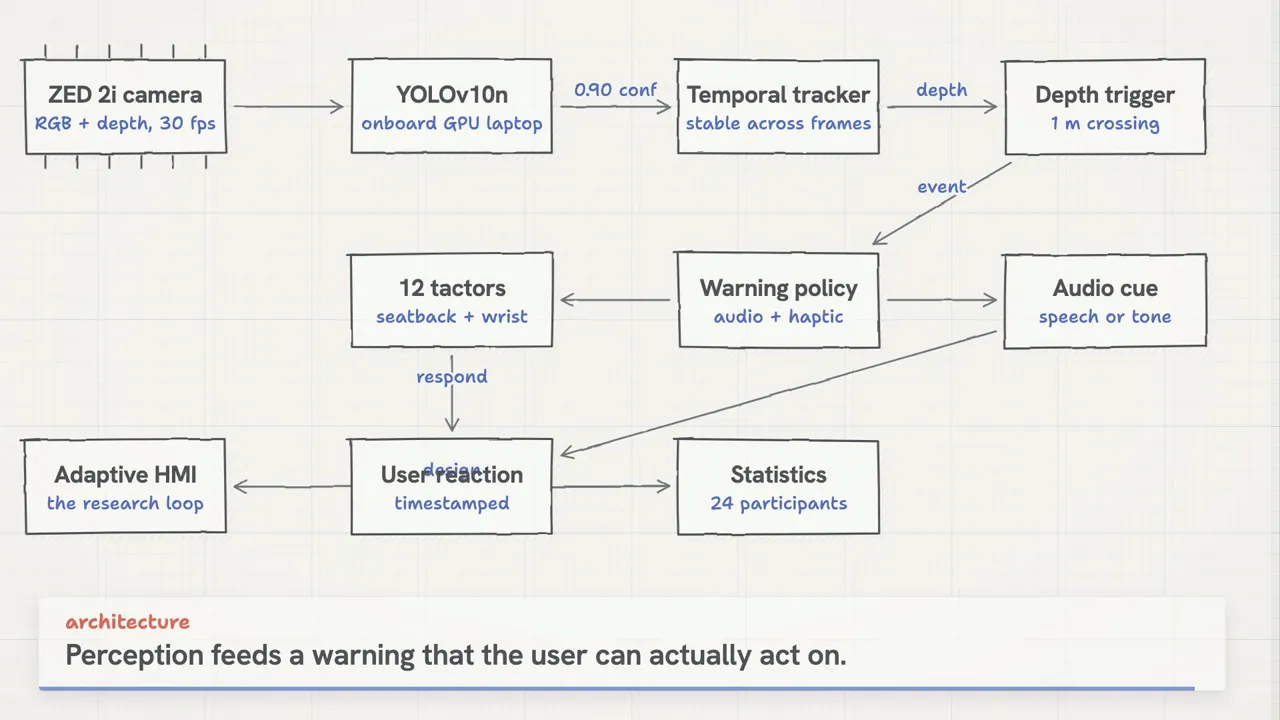 ZED 2i camera
RGB + depth, 30 fps
YOLOv10n
onboard GPU laptop
0.90 conf
Temporal tracker
stable across frames
depth
Depth trigger
1 m crossing
event
12 tactors
seatback + wrist
Warning policy
audio + haptic
Audio cue
speech or tone
respond
Adaptive HMI
the research loop
design
User reaction
timestamped
Statistics
24 participants
architecture
Perception feeds a warning that the user can actually act on.